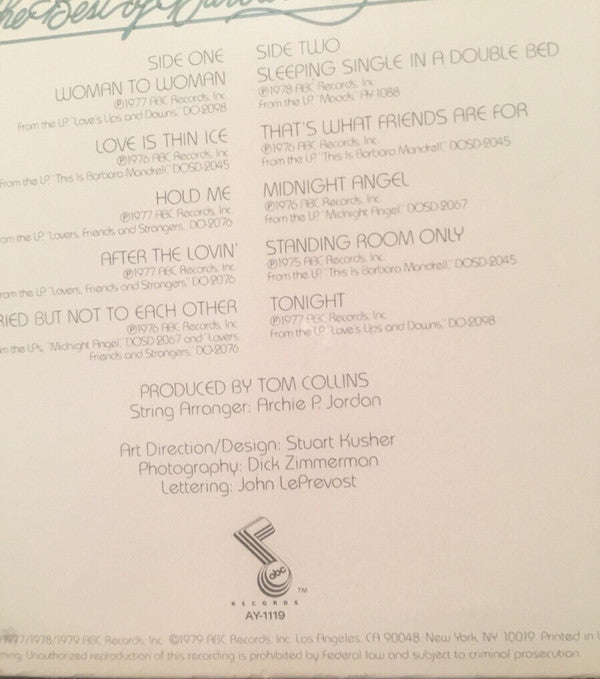 The Best of
SIDE ONE
WOMAN TO WOMAN
℗1977 ABC Records, Inc.
From the LP "Love's Ups and Downs," DO-2098
LOVE IS THIN ICE
℗1976 ABC Records, Inc.
From the LP "This Is Barbara Mandrell," DOSD-2045
HOLD ME
℗1977 ABC Records, Inc.
om the LP "Lovers, Friends and Strangers," DO-2076
AFTER THE LOVIN'
℗1977 ABC Records, Inc.
rom the LP "Lovers, Friends and Strangers," DO-2076
RIED BUT NOT TO EACH OTHER
℗1976 ABC Records, Inc.
m the LPs, "Midnight Angel," DOSD-2067 and "Lovers,
Friends and Strangers," DO-2076
SIDE TWO
SLEEPING SINGLE IN A DOUBLE BED
℗1978 ABC Records, Inc.
From the LP "Moods," AY-1088
THAT'S WHAT FRIENDS ARE FOR
℗1976 ABC Records, Inc.
From the LP "This Is Barbara Mandrell," DOSD-2045
MIDNIGHT ANGEL
℗1976 ABC Records, Inc.
From the LP "Midnight Angel," DOSD-2067
STANDING ROOM ONLY
℗1975 ABC Records, Inc.
From the LP "This Is Barbara Mandrell," DOSD-2045
TONIGHT
℗1977 ABC Records, Inc.
From the LP "Love's Ups and Downs," DO-2098
PRODUCED BY TOM COLLINS
String Arranger: Archie P. Jordan
Art Direction/Design: Stuart Kusher
Photography: Dick Zimmerman
Lettering: John LePrevost
abc
TM
RECORDS
AY-1119
1977/1978/1979 ABC Records, Inc. ©1979 ABC Records, Inc. Los Angeles, CA 90048 New York, NY 10019 Printed in
ning: Unauthorized reproduction of this recording is prohibited by Federal law and subject to criminal prosecution.